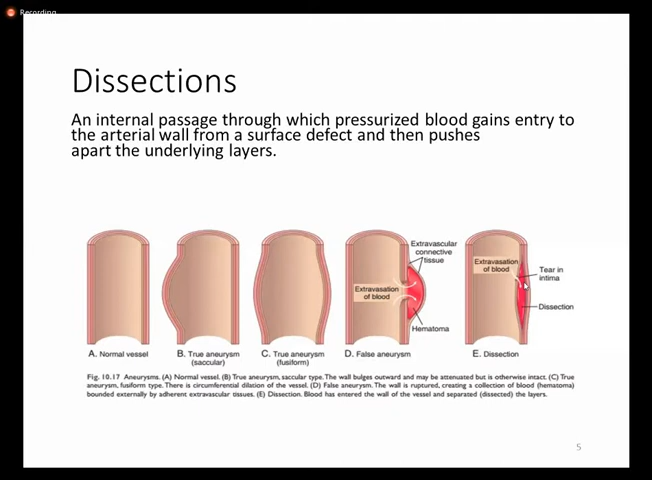 Recording
Dissections
An internal passage through which pressurized blood gains entry to
the arterial wall from a surface defect and then pushes
apart the underlying layers.
Extravascular
connective
tissue
Extravasation
of blood
Hematoma
Extravasation
of blood
Tear in
intima
Dissection
A. Normal vessel
B. True aneurysm
(saccular)
C. True aneurysm
(fusiform)
D. False aneurysm
E. Dissection
Fig. 10.17 Aneurysms. (A) Normal vessel. (B) True aneurysm, saccular type. The wall bulges outward and may be attenuated but is otherwise intact. (C) True
aneurysm, fusiform type. There is circumferential dilation of the vessel. (D) False aneurysm. The wall is ruptured, creating a collection of blood (hematoma)
bounded externally by adherent extravascular tissues. (E) Dissection. Blood has entered the wall of the vessel and separated (dissected) the layers.
5